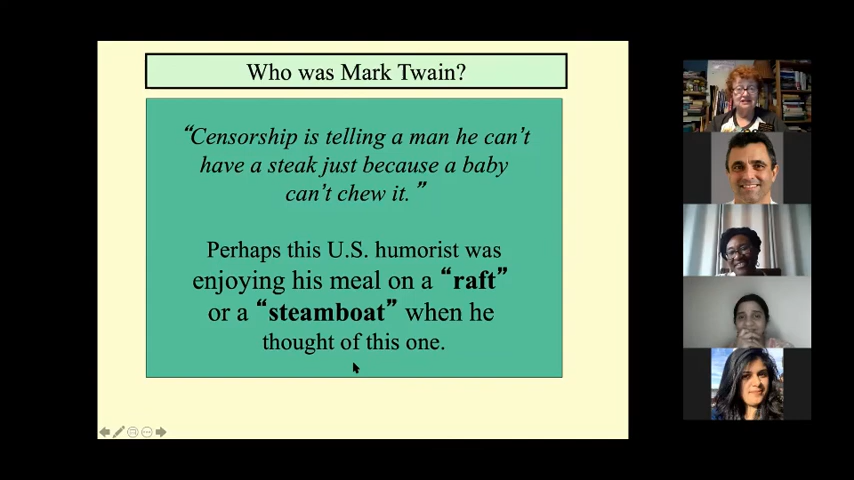 Who was Mark Twain?
“Censorship is telling a man he can’t
have a steak just because a baby
can’t chew it.”
Perhaps this U.S. humorist was
enjoying his meal on a “raft”
or a “steamboat” when he
thought of this one.